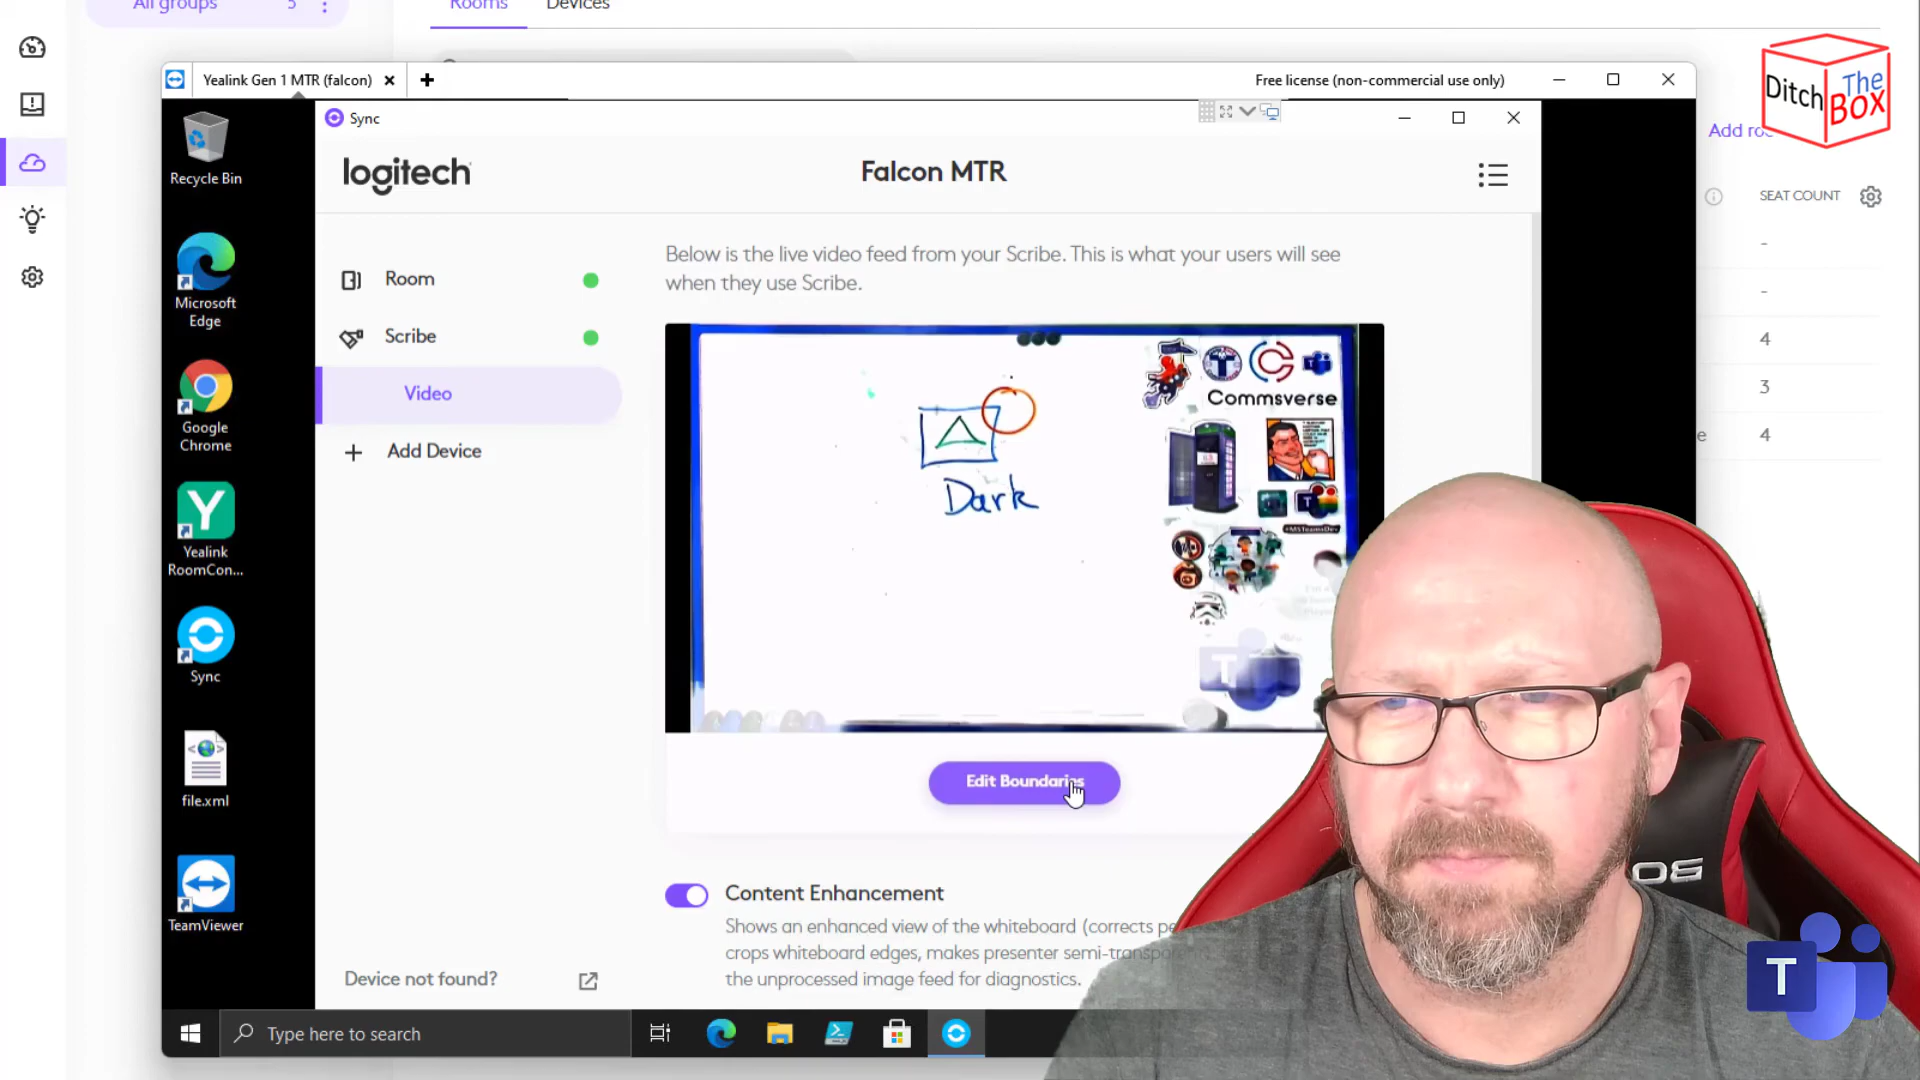 All groups 5
Rooms Devices
Yealink Gen 1 MTR (falcon)
Free license (non-commercial use only)
Ditch The BOX
Recycle Bin
Sync
logitech
Falcon MTR
Add
SEAT COUNT
-
-
4
3
4
Below is the live video feed from your Scribe. This is what your users will see
when they use Scribe.
Room
Scribe
Video
Add Device
Microsoft
Edge
Google
Chrome
Yealink
RoomCon...
Sync
file.xml
TeamViewer
Commsverse
Dark
Edit Boundaries
Content Enhancement
Shows an enhanced view of the whiteboard (corrects
crops whiteboard edges, makes presenter
the unprocessed image feed for diagnostics.
Device not found?
Type here to search
T